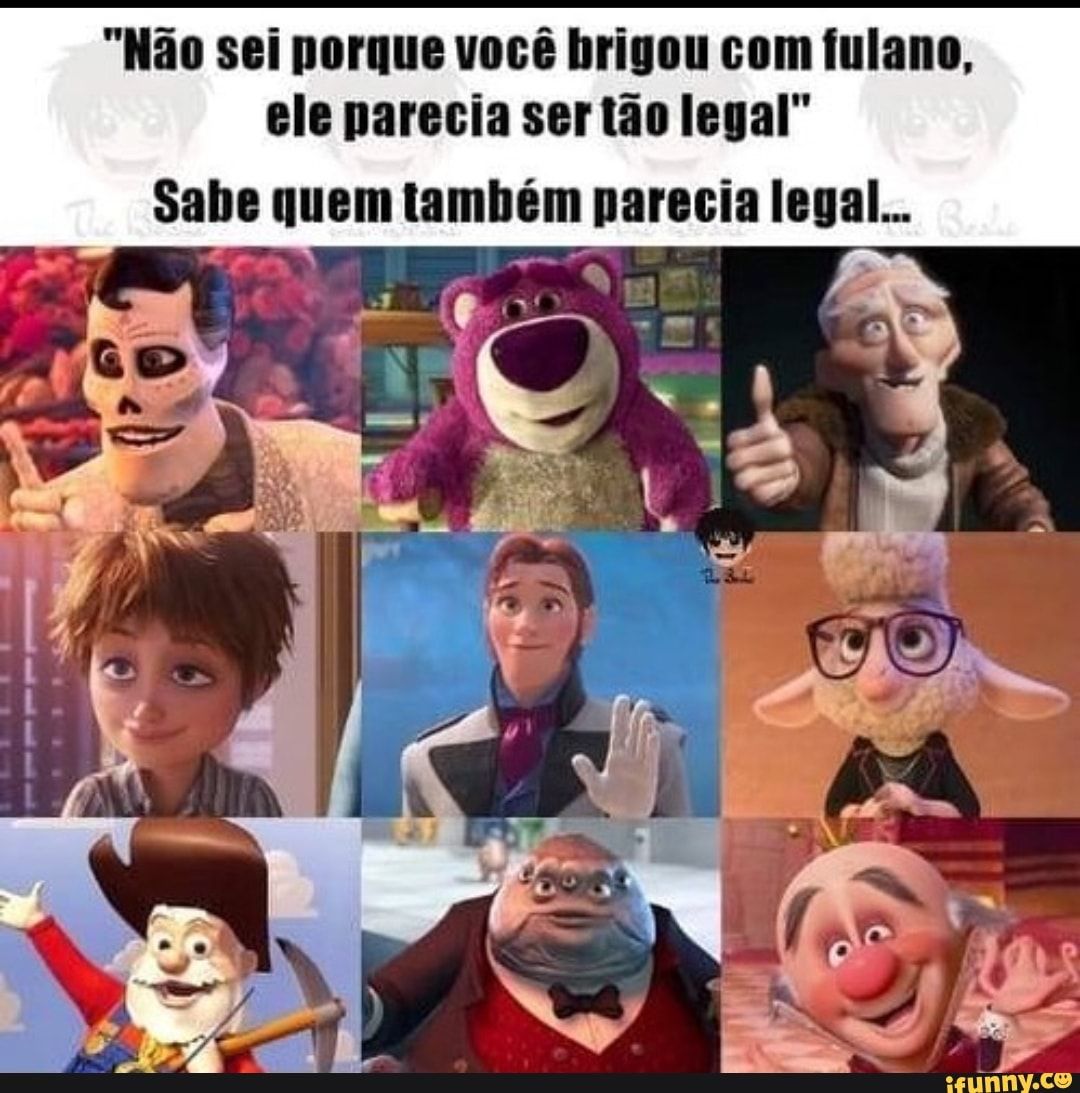 "Não sei porque você brigou com fulano,
ele parecia ser tão legal"
Sabe quem também parecia legal...
ifunny.co